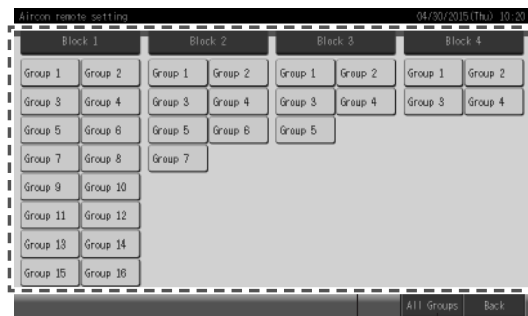 Aircon remote setting 04/30/2015(Thu) 10:20
Block 1 Block 2 Block 3 Block 4
Group 1 Group 2 Group 1 Group 2 Group 1 Group 2 Group 1 Group 2
Group 3 Group 4 Group 3 Group 4 Group 3 Group 4 Group 3 Group 4
Group 5 Group 6 Group 5 Group 6 Group 5
Group 7 Group 8 Group 7
Group 9 Group 10
Group 11 Group 12
Group 13 Group 14
Group 15 Group 16
All Groups Back